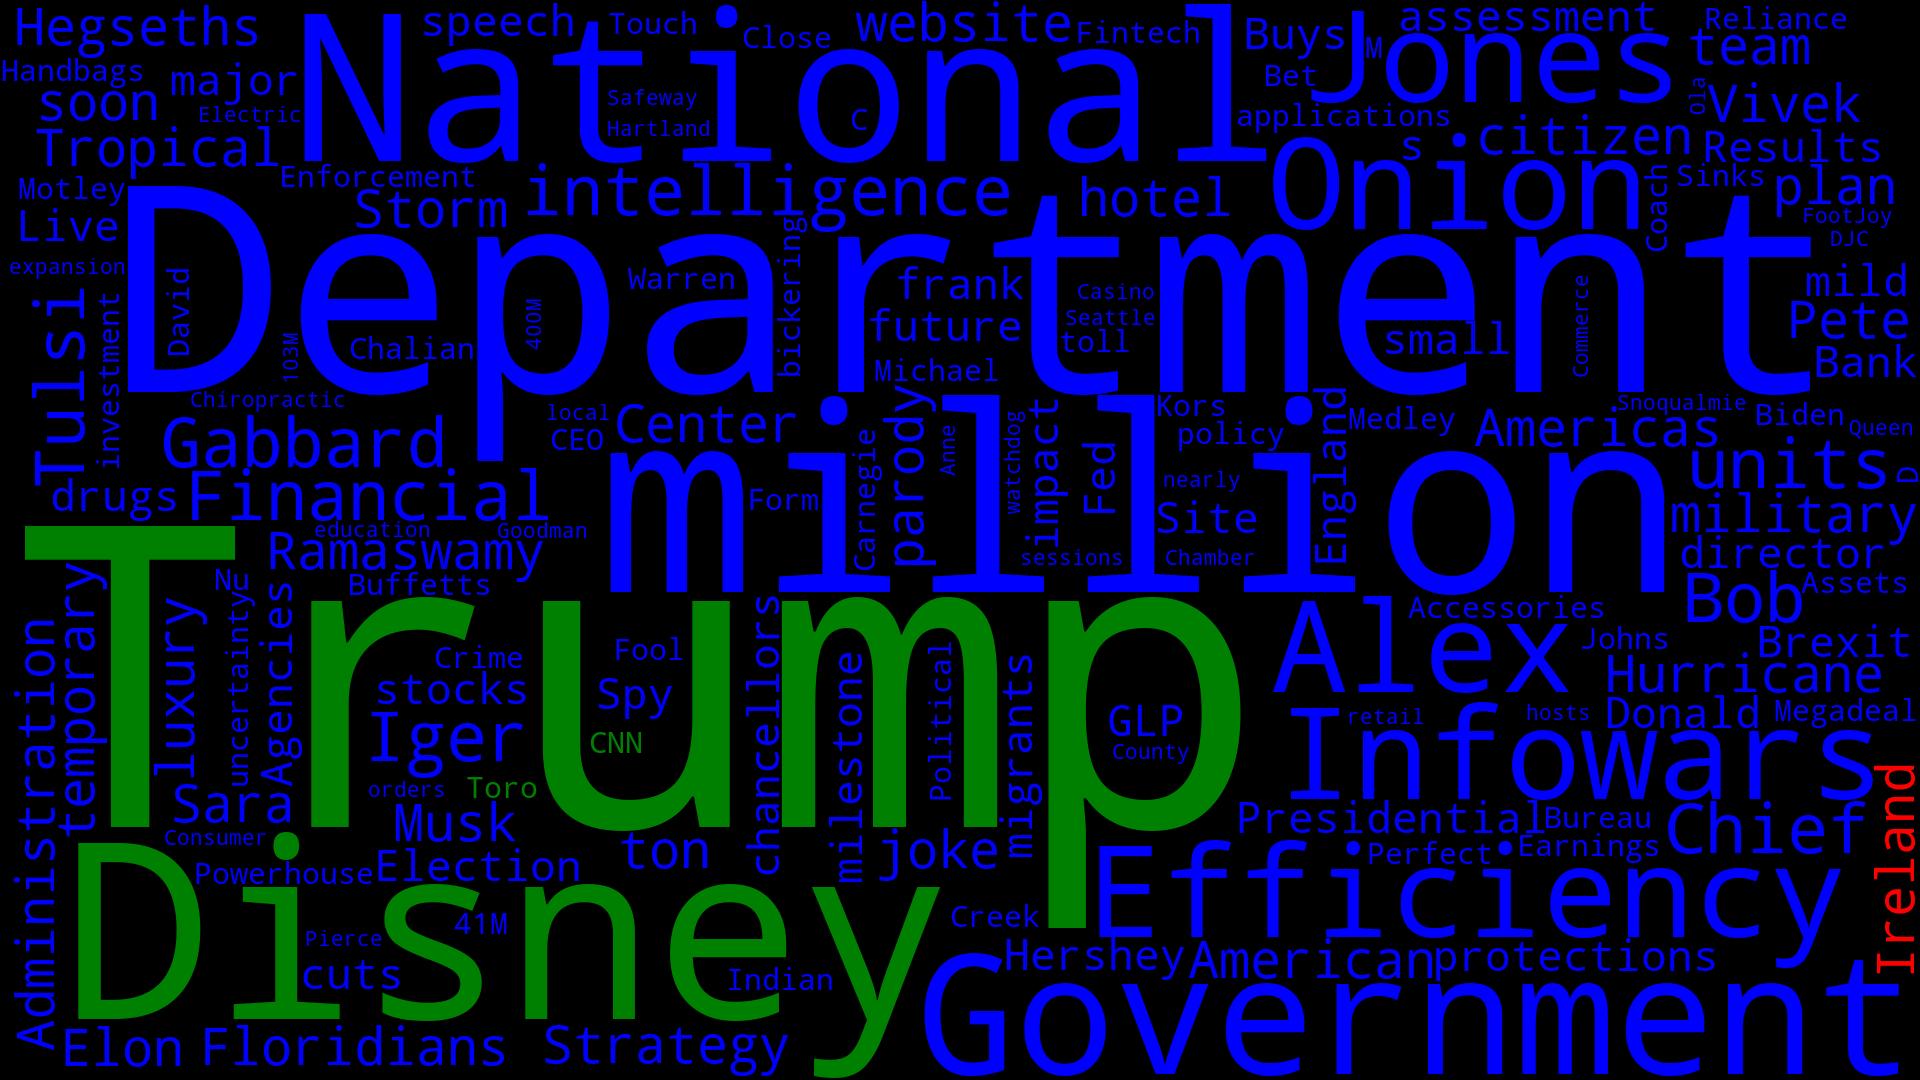 Hegseths
speech
Touch
Close
website
Fintech
Buys
M
assessment
Reliance
National
Jones
team
Handbags
major
soon
Electric
Safeway
Hartland
C
Bet
applications
Ola
Vivek
Tropical
Onion
s
citizen
Results
Motley
Enforcement
Storm
intelligence
hotel
Coach
Sinks
plan
Live
FootJoy
DJC
expansion
Department
David
103M
400M
Chalian
Warren
bickering
frank
future
Michael
Casino
Seattle
toll
small
Commerce
mild
Pete
Bank
Tulsi
investment
Chiropractic
Gabbard
local
CEO
Center
million
Carnegie
parody
Anne
watchdog
impact
Fed
Kors
policy
England
Medley
Americas
Snoqualmie
Biden
Queen
drugs
Financial
Form
nearly
Site
units
D
education
Goodman
Ramaswamy
sessions
Chamber
military
director
Trump
Nu
Buffetts
Alex
Accessories
Bob
Assets
Administration
temporary
luxury
uncertainty
Agencies
Crime
stocks
Fool
Spy
chancellors
milestone
Political
migrants
GLP
County
Johns
Brexit
Hurricane
Iger
CNN
Infowars
retail
hosts
Donald
Megadeal
Ireland
Sara
orders
Toro
Musk
Consumer
ton
joke
Presidential
Bureau
Chief
Powerhouse
Election
Efficiency
Perfect
Earnings
Disney
41M
Pierce
cuts
Indian
Creek
Hershey
American
protections
Government
Elon
Floridians
Strategy